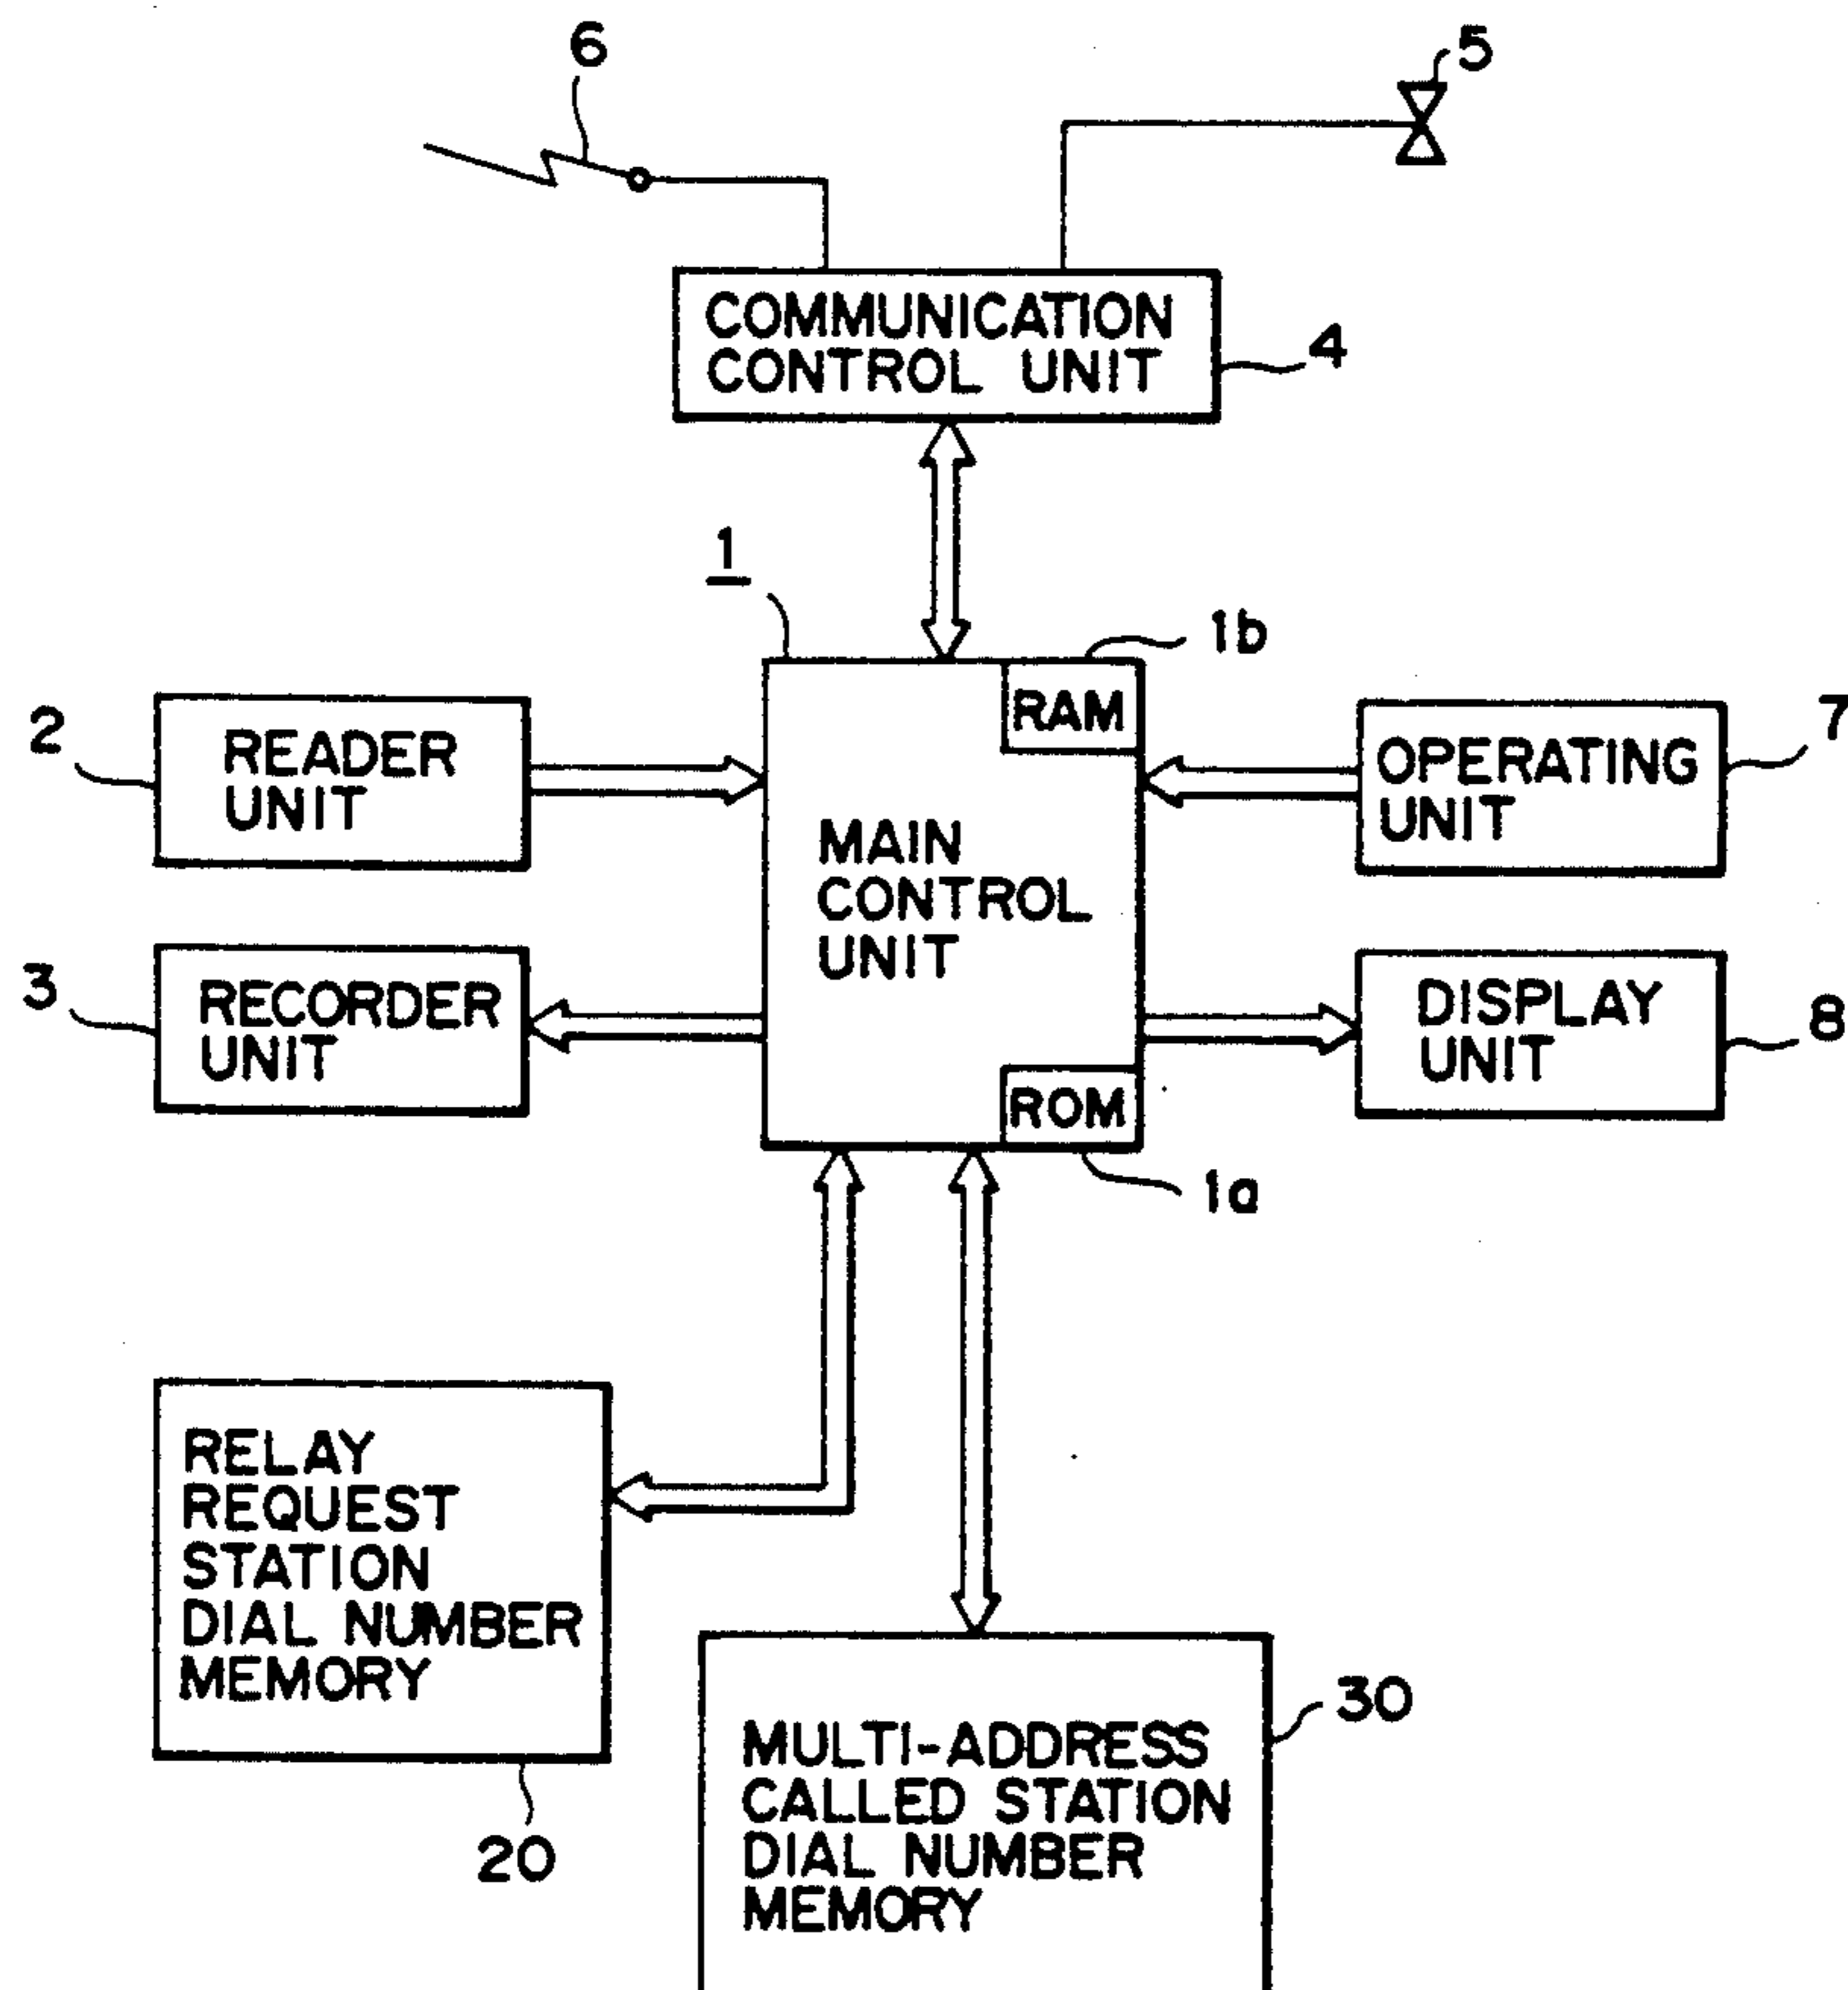 6
5
COMMUNICATION
CONTROL UNIT
4
1
1b
RAM
2
READER
UNIT
OPERATING
UNIT
7
MAIN
CONTROL
UNIT
3
RECORDER
UNIT
DISPLAY
UNIT
8
ROM
1a
RELAY
REQUEST
STATION
DIAL NUMBER
MEMORY
20
30
MULTI-ADDRESS
CALLED STATION
DIAL NUMBER
MEMORY